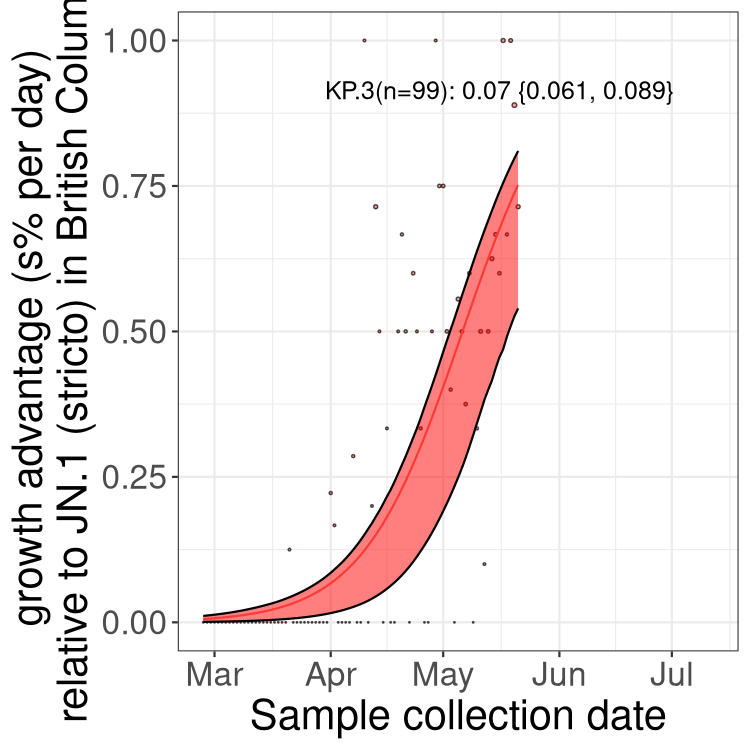 growth advantage (s% per day)
relative to JN.1 (stricto) in British Colum
1.00
0.75
0.50
0.25
0.00
KP.3(n=99): 0.07 {0.061, 0.089}
Mar Apr May Jun Jul
Sample collection date